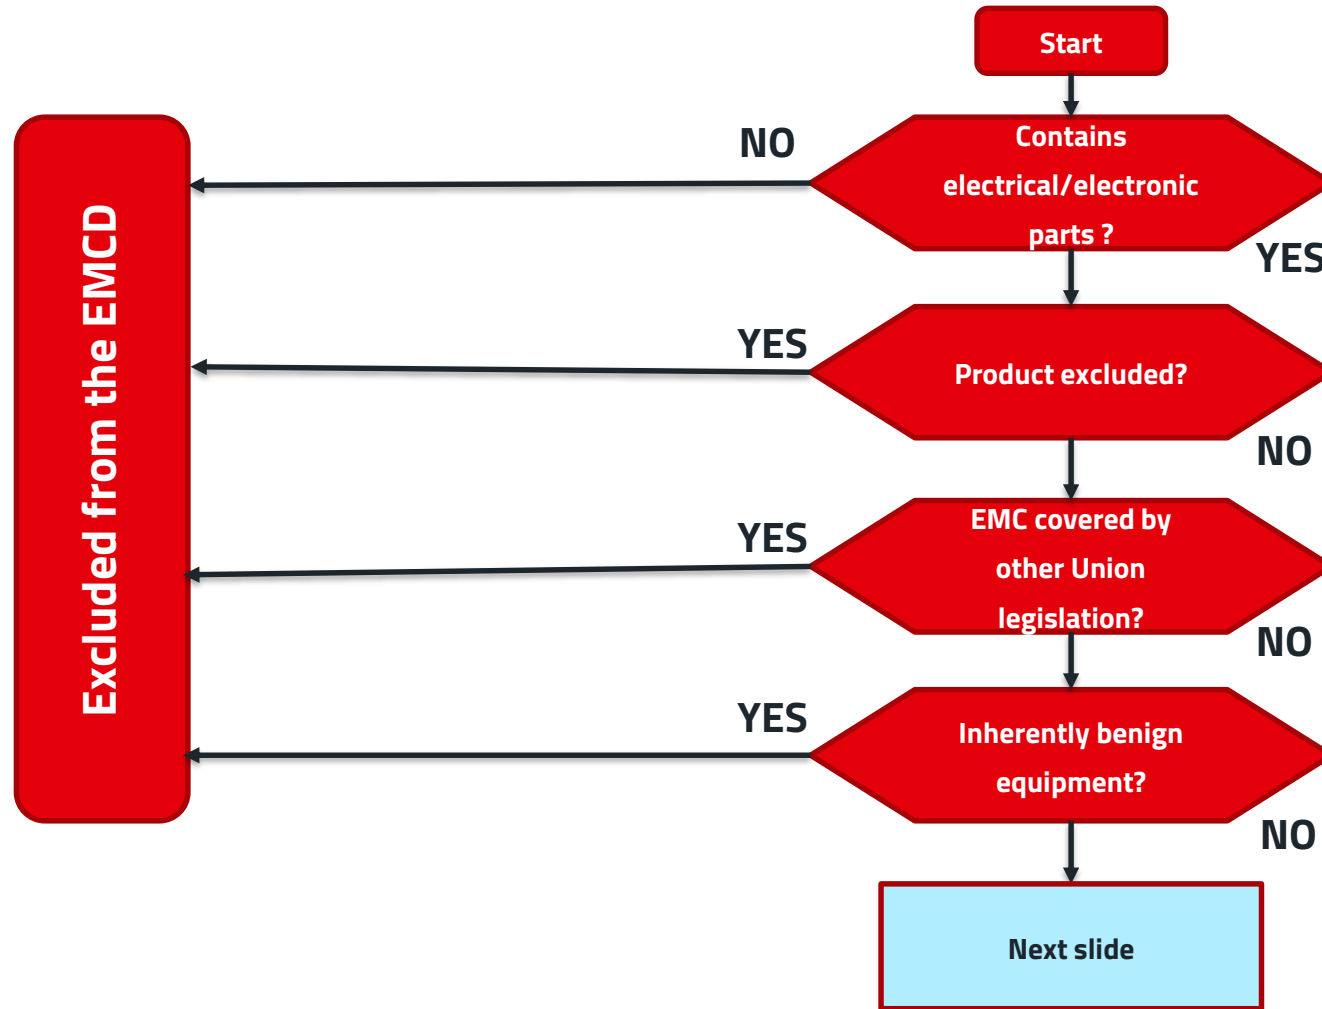 Start
NO
Contains
electrical/electronic
parts ?
YES
YES
Product excluded?
NO
Excluded from the EMCD
YES
EMC covered by
other Union
legislation?
NO
YES
Inherently benign
equipment?
NO
Next slide